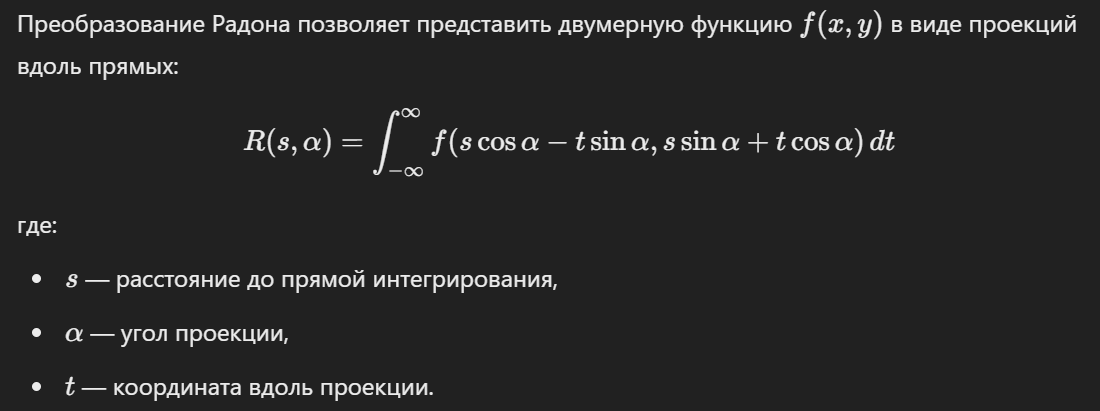 Преобразование Радона позволяет представить двумерную функцию f(x, y) в виде проекций
вдоль прямых:
R(s, α) = ∫_{−∞}^{∞} f(s cos α − t sin α, s sin α + t cos α) dt
где:
• s — расстояние до прямой интегрирования,
• α — угол проекции,
• t — координата вдоль проекции.